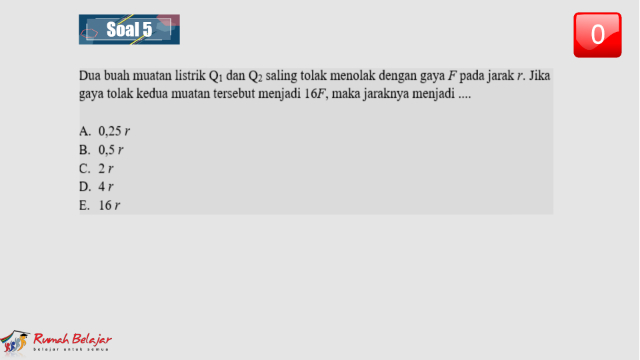 Soal 5
0
Dua buah muatan listrik Q₁ dan Q₂ saling tolak menolak dengan gaya F pada jarak r. Jika
gaya tolak kedua muatan tersebut menjadi 16F, maka jaraknya menjadi ....
A. 0,25 r
B. 0,5 r
C. 2 r
D. 4 r
E. 16 r
Rumah Belajar
belajar untuk semua